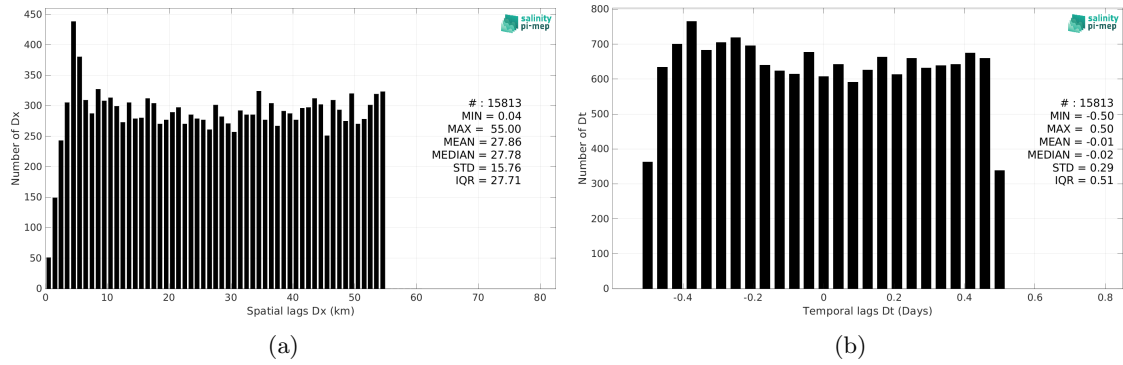 salinity
pi-mep
450
400
350
300
250
200
150
100
50
0
Number of Dx
# : 15813
MIN = 0.04
MAX = 55.00
MEAN = 27.86
MEDIAN = 27.78
STD = 15.76
IQR = 27.71
0 10 20 30 40 50 60 70 80
Spatial lags Dx (km)
(a)
salinity
pi-mep
800
700
600
500
400
300
200
100
0
Number of Dt
# : 15813
MIN = -0.50
MAX = 0.50
MEAN = -0.01
MEDIAN = -0.02
STD = 0.29
IQR = 0.51
-0.4 -0.2 0 0.2 0.4 0.6 0.8
Temporal lags Dt (Days)
(b)